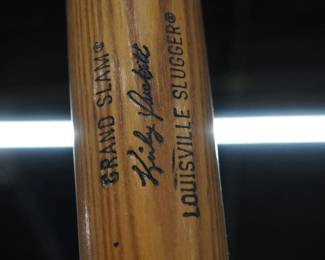 GRAND SLAM®
Kirby Puckett
LOUISVILLE SLUGGER®